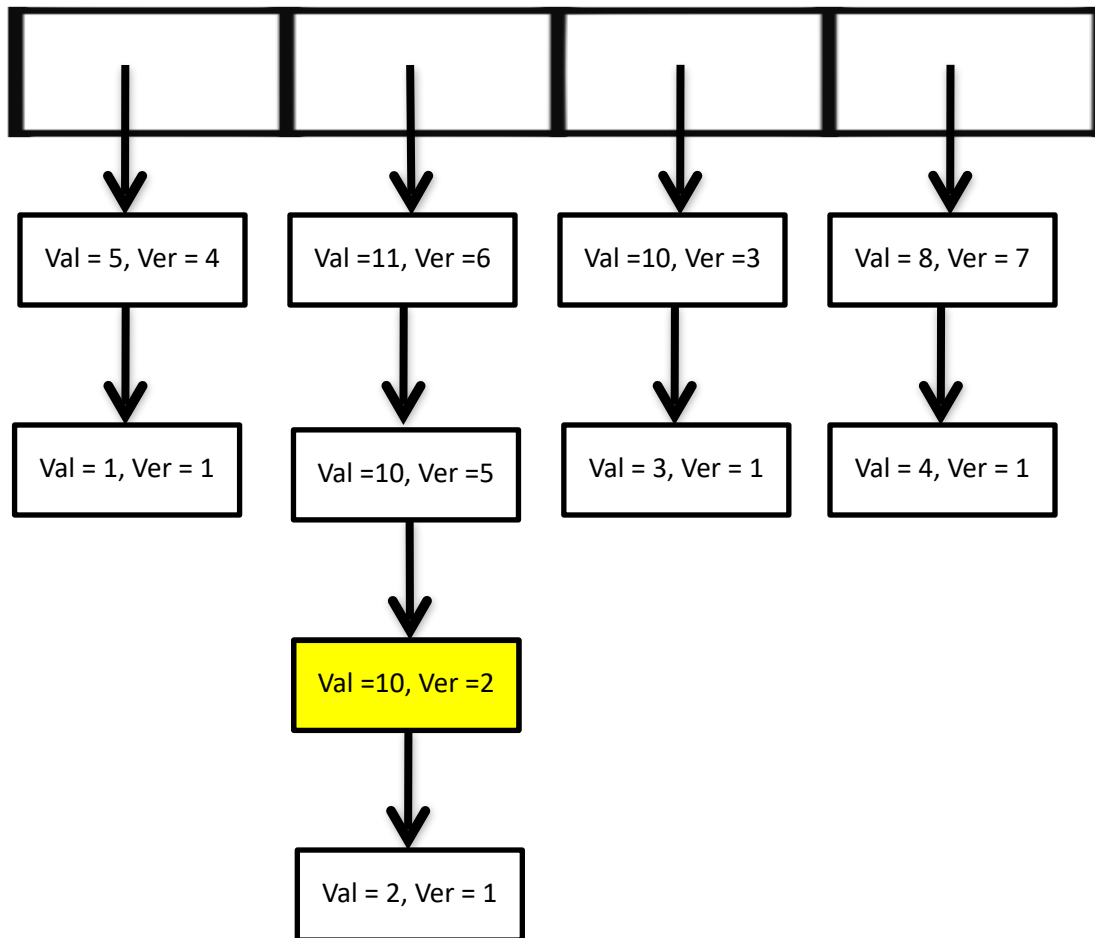 Val = 5, Ver = 4
Val =11, Ver =6
Val =10, Ver =3
Val = 8, Ver = 7
Val = 1, Ver = 1
Val =10, Ver =5
Val = 3, Ver = 1
Val = 4, Ver = 1
Val =10, Ver =2
Val = 2, Ver = 1